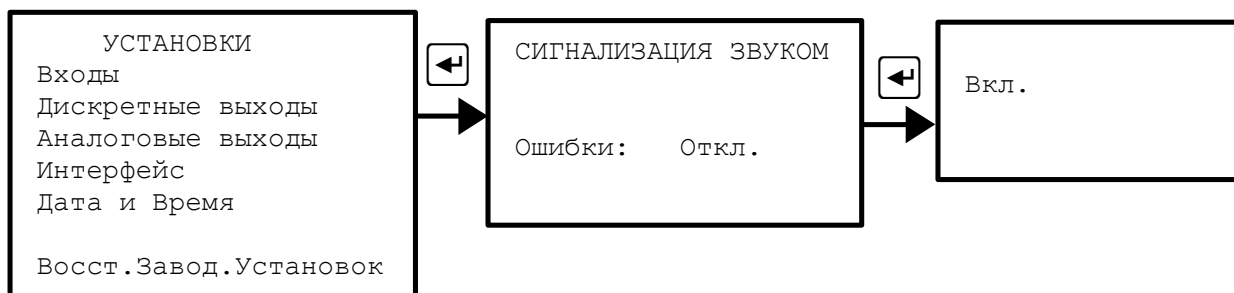 УСТАНОВКИ
Входы
Дискретные выходы
Аналоговые выходы
Интерфейс
Дата и Время
Восст.Завод.Установок
СИГНАЛИЗАЦИЯ ЗВУКОМ
Ошибки: Откл.
Вкл.